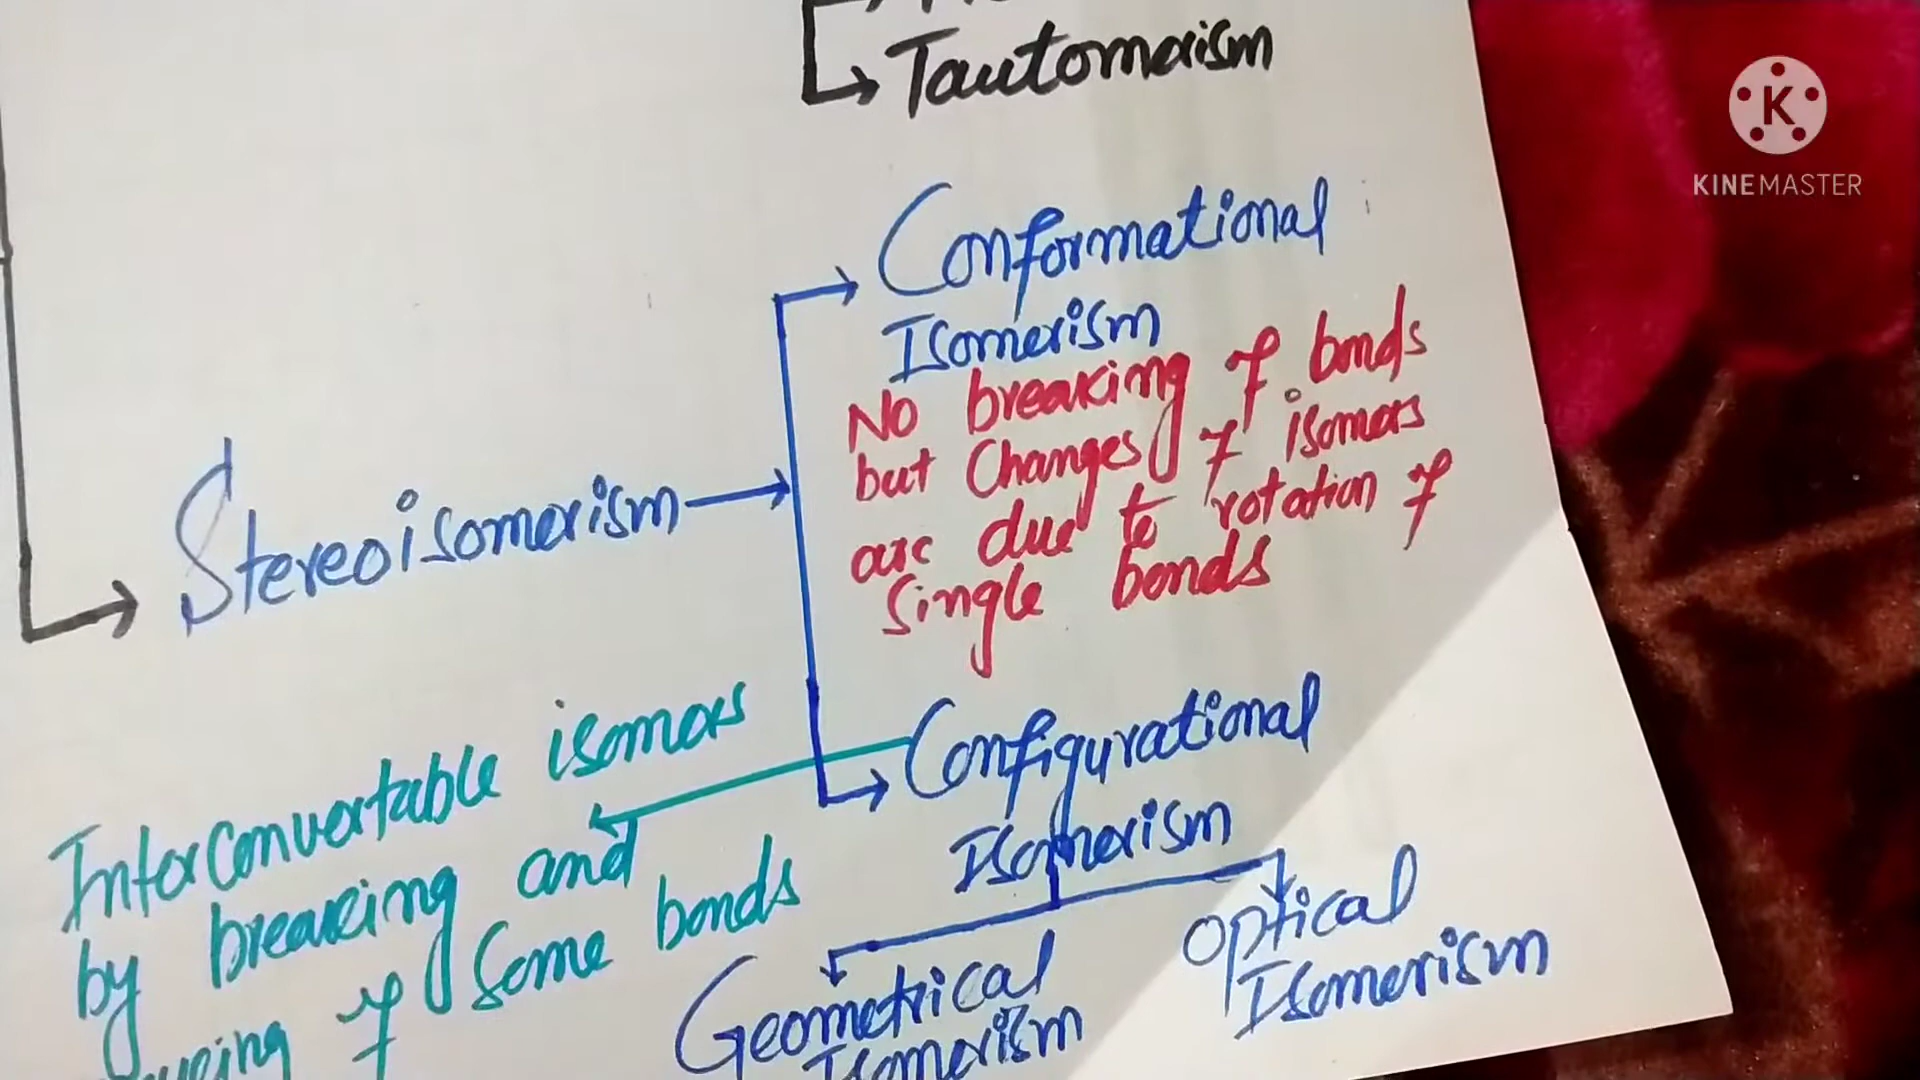 Tautomerism
KINEMASTER
Conformational
Isomerism
No breaking of bonds
but Changes of isomers
are due to rotation of
Single bonds
Stereoisomerism
Configurational
Isomerism
Interconvertable isomers
by breaking and
of Some bonds
Geometrical
Isomerism
Optical
Isomerism